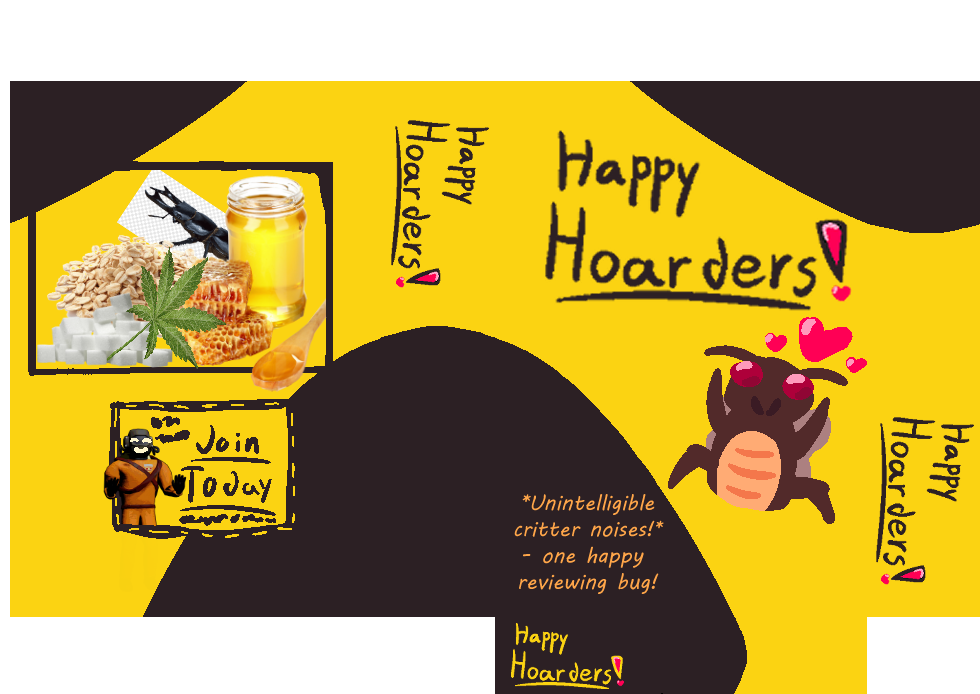 Happy
Hoarders!
Happy
Hoarders!
Join
Today
Happy
Hoarders!
*Unintelligible
critter noises!*
- one happy
reviewing bug!
Happy
Hoarders!